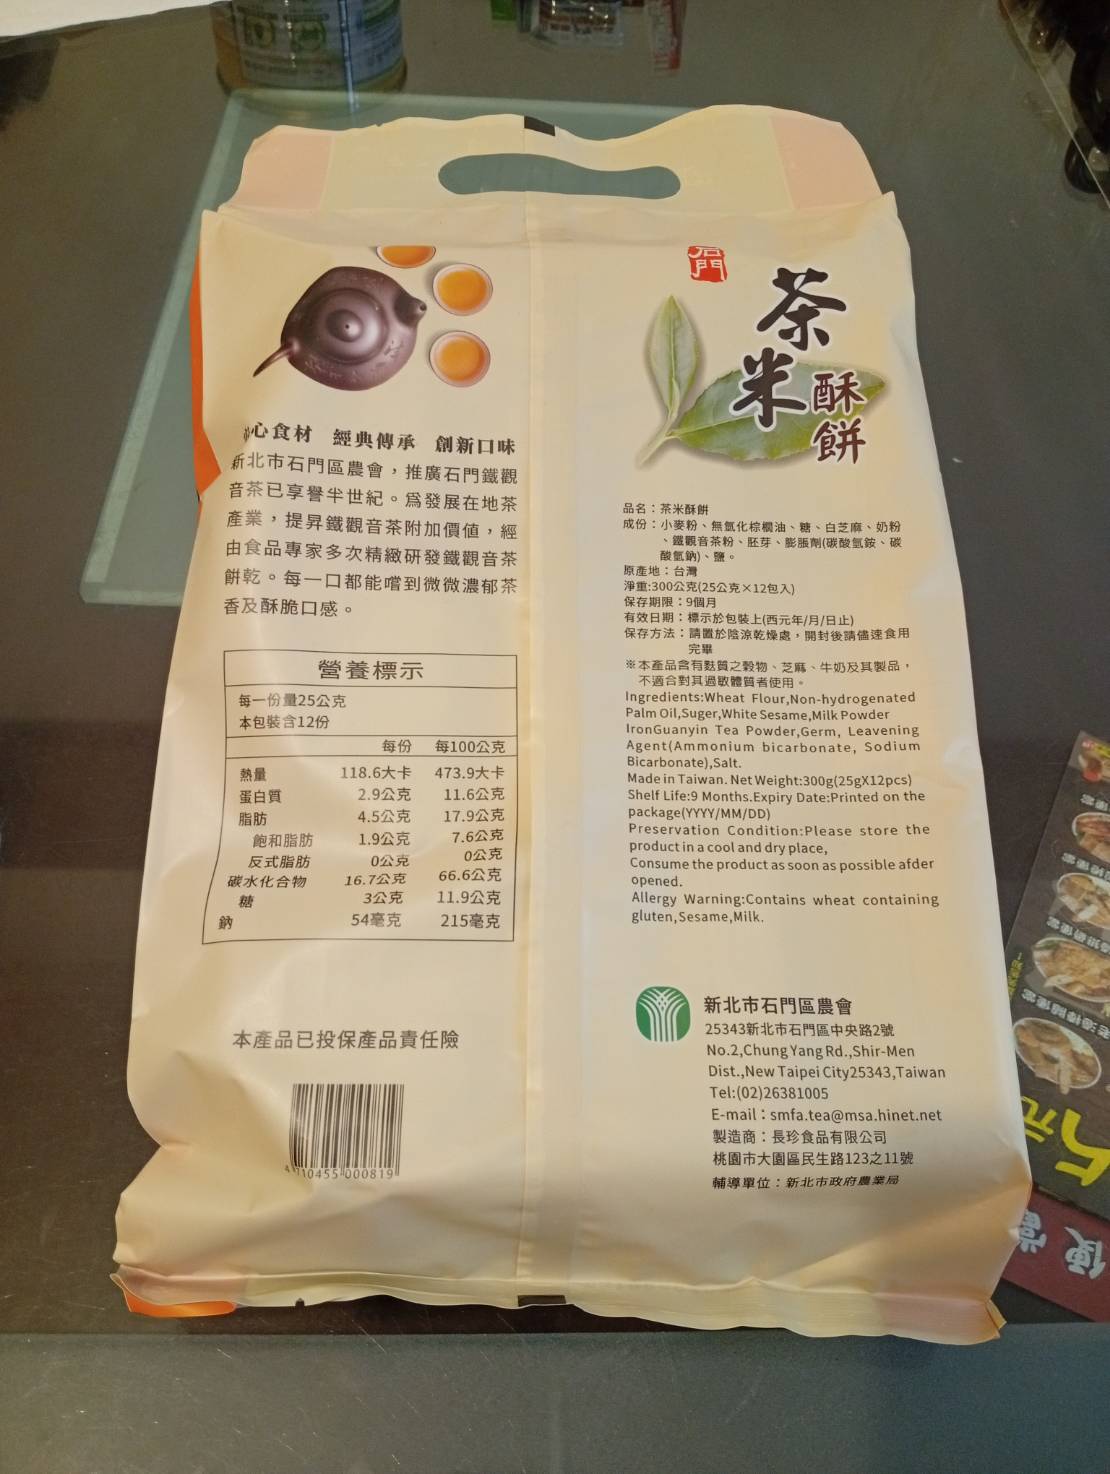 心食材 經典傳承 創新口味
新北市石門區農會，推廣石門鐵觀
音茶已享譽半世紀。為發展在地茶
產業，提昇鐵觀音茶附加價值，經
由食品專家多次精緻研發鐵觀音茶
餅乾。每一口都能嚐到微微濃郁茶
香及酥脆口感。
營養標示
每一份量25公克
本包裝含12份
每份 每100公克
熱量 118.6大卡 473.9大卡
蛋白質 2.9公克 11.6公克
脂肪 4.5公克 17.9公克
飽和脂肪 1.9公克 7.6公克
反式脂肪 0公克 0公克
碳水化合物 16.7公克 66.6公克
糖 3公克 11.9公克
鈉 54毫克 215毫克
本產品已投保產品責任險
4 710455 000819
石門
茶米酥餅
品名：茶米酥餅
成份：小麥粉、無氫化棕櫚油、糖、白芝麻、奶粉
、鐵觀音茶粉、胚芽、膨脹劑(碳酸氫銨、碳
酸氫鈉)、鹽。
原產地：台灣
淨重:300公克(25公克×12包入)
保存期限：9個月
有效日期：標示於包裝上(西元年/月/日止)
保存方法：請置於陰涼乾燥處，開封後請儘速食用
完畢
※本產品含有麩質之穀物、芝麻、牛奶及其製品，
不適合對其過敏體質者使用。
Ingredients:Wheat Flour,Non-hydrogenated
Palm Oil,Suger,White Sesame,Milk Powder
IronGuanyin Tea Powder,Germ, Leavening
Agent(Ammonium bicarbonate, Sodium
Bicarbonate),Salt.
Made in Taiwan. Net Weight:300g(25gX12pcs)
Shelf Life:9 Months.Expiry Date:Printed on the
package(YYYY/MM/DD)
Preservation Condition:Please store the
product in a cool and dry place,
Consume the product as soon as possible afder
opened.
Allergy Warning:Contains wheat containing
gluten,Sesame,Milk.
新北市石門區農會
25343新北市石門區中央路2號
No.2,Chung Yang Rd.,Shir-Men
Dist.,New Taipei City25343,Taiwan
Tel:(02)26381005
E-mail：smfa.tea@msa.hinet.net
製造商：長珍食品有限公司
桃園市大園區民生路123之11號
輔導單位：新北市政府農業局
元
便當